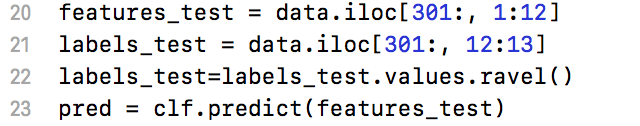 20 features_test = data.iloc[301:, 1:12]
21 labels_test = data.iloc[301:, 12:13]
22 labels_test=labels_test.values.ravel()
23 pred = clf.predict(features_test)